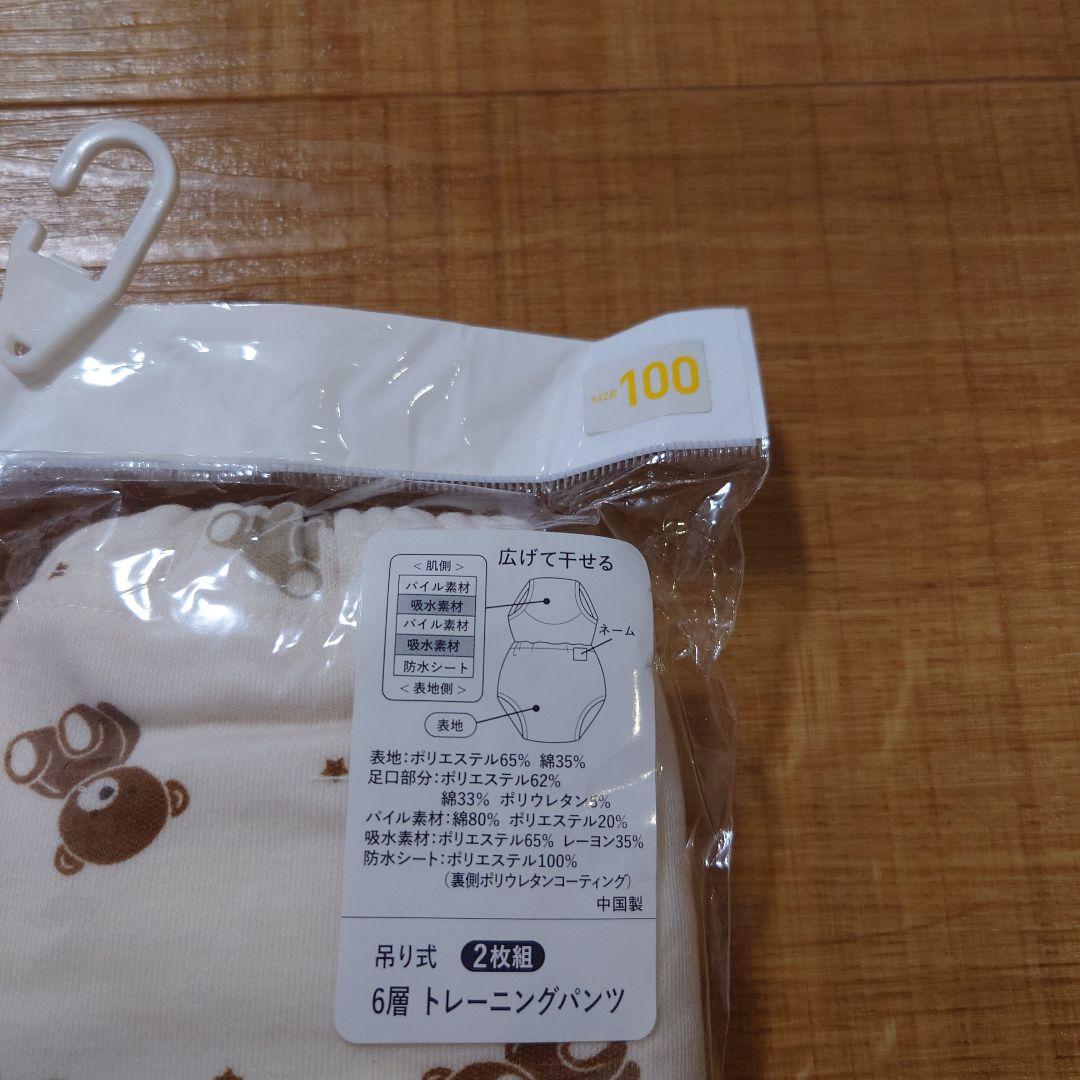 SIZE 100
広げて干せる
<肌側>
パイル素材
吸水素材
パイル素材
吸水素材
防水シート
<表地側>
ネーム
表地
表地:ポリエステル65% 綿35%
足口部分:ポリエステル62%
綿33% ポリウレタン5%
パイル素材:綿80% ポリエステル20%
吸水素材:ポリエステル65% レーヨン35%
防水シート:ポリエステル100%
(裏側ポリウレタンコーティング)
中国製
吊り式 2枚組
6層 トレーニングパンツ